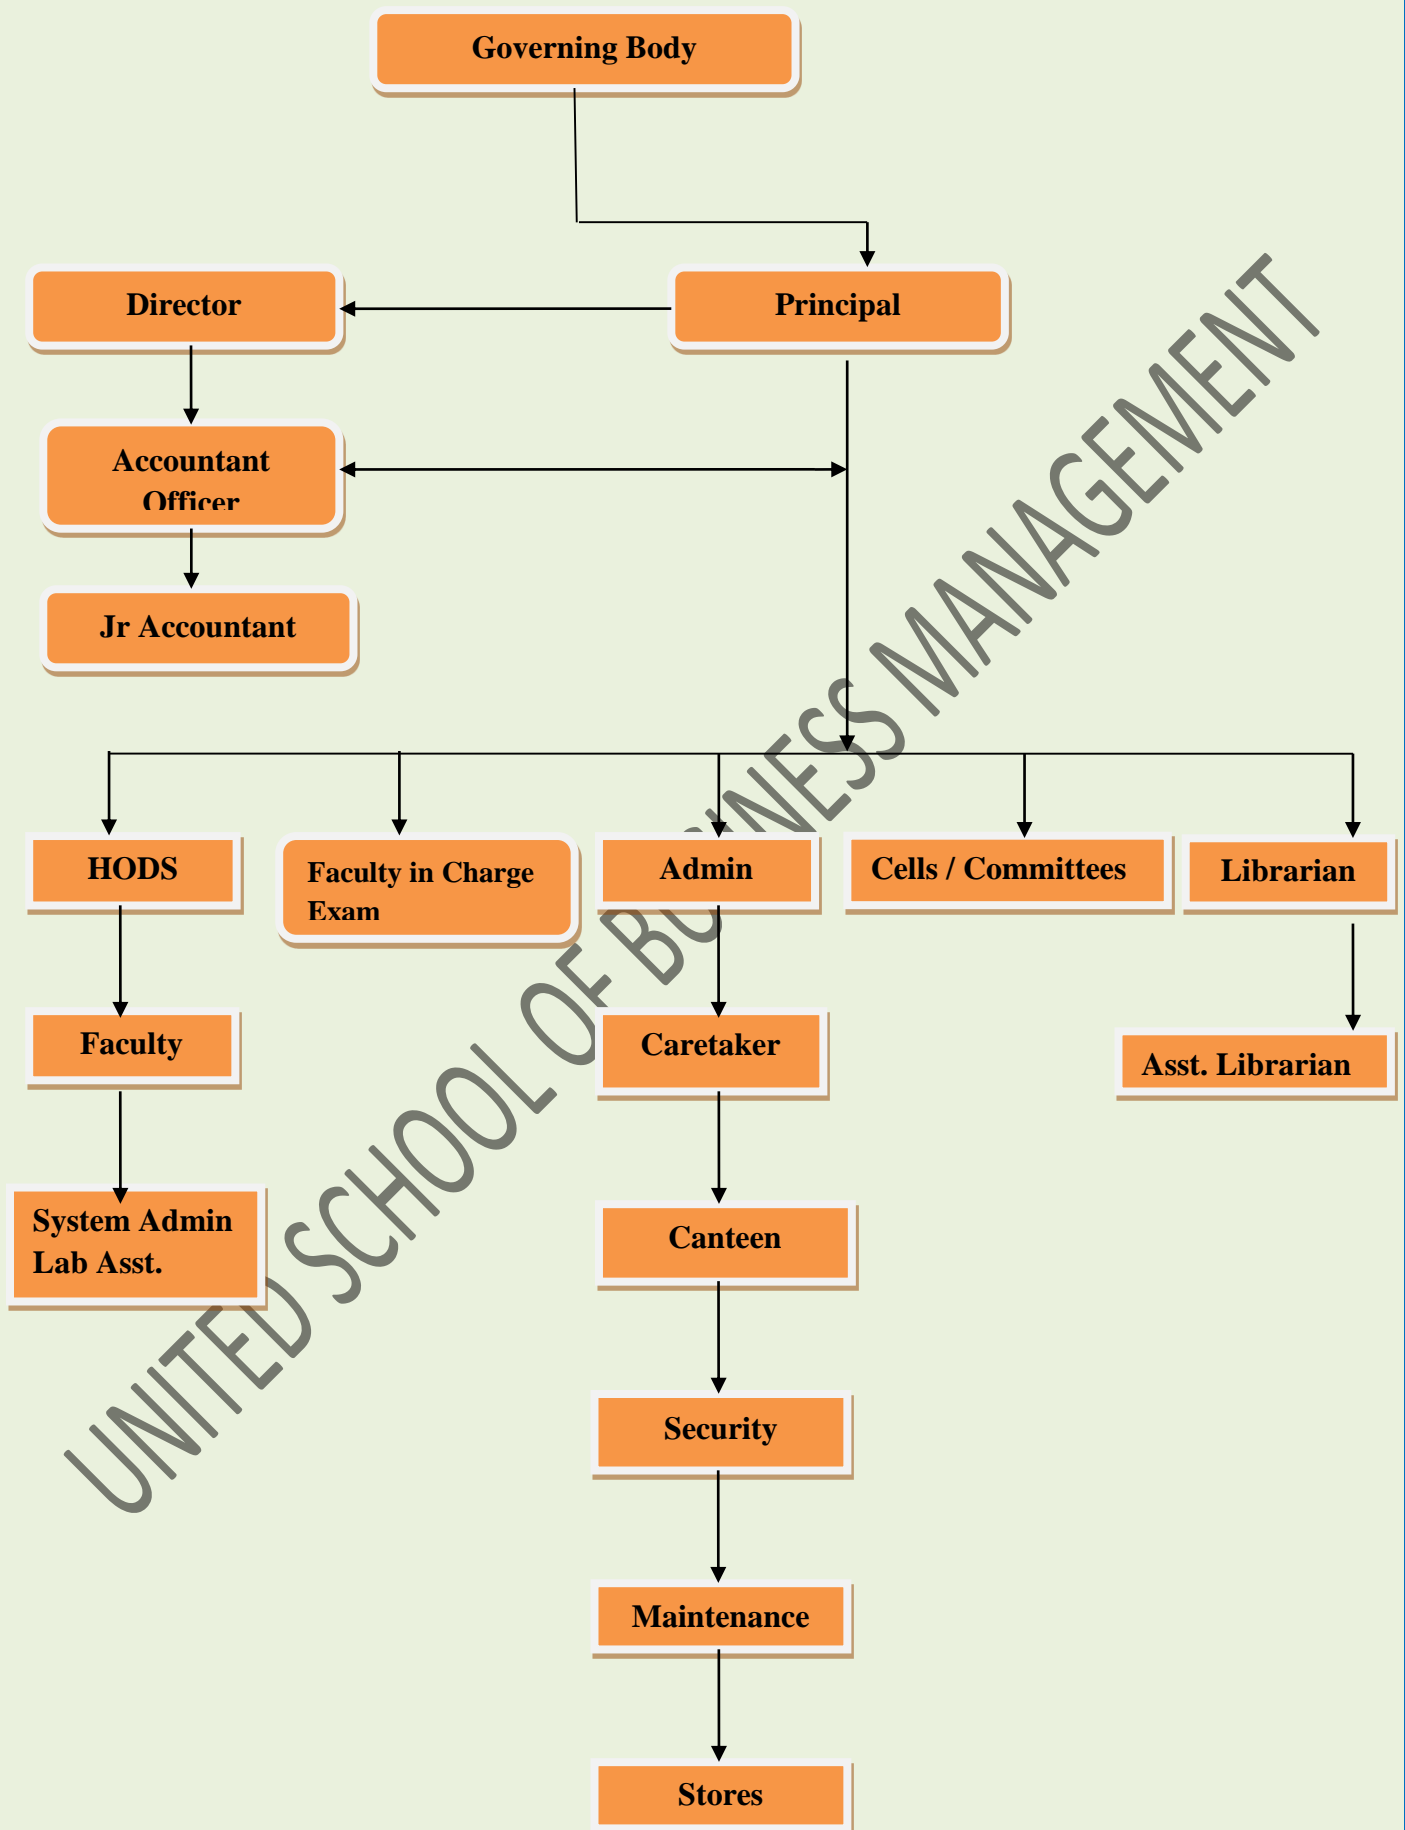 Governing Body
Director
Principal
Accountant
Officer
Jr Accountant
HODS
Faculty in Charge
Exam
Admin
Cells / Committees
Librarian
Faculty
Caretaker
Asst. Librarian
System Admin
Lab Asst.
Canteen
Security
Maintenance
Stores
UNITED SCHOOL OF BUSINESS MANAGEMENT